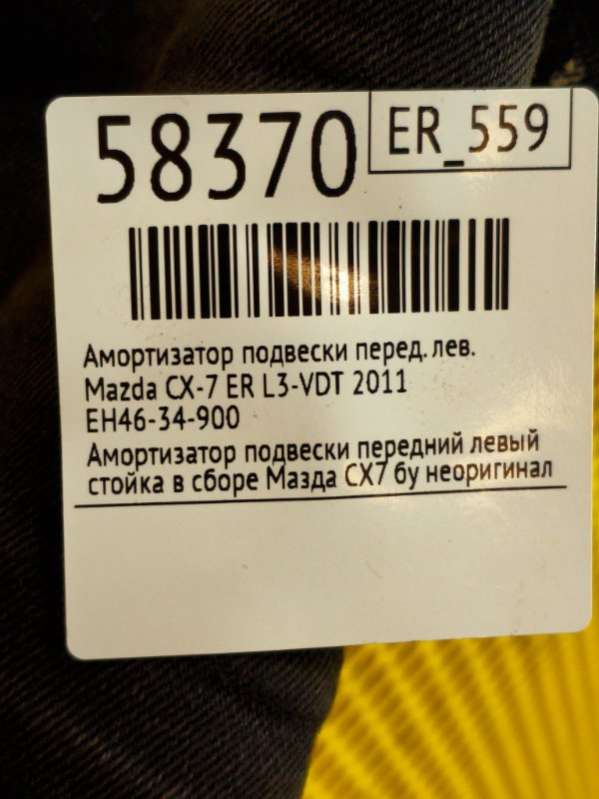 58370 ER_559
Амортизатор подвески перед. лев.
Mazda CX-7 ER L3-VDT 2011
EH46-34-900
Амортизатор подвески передний левый
стойка в сборе Мазда СХ7 бу неоригинал